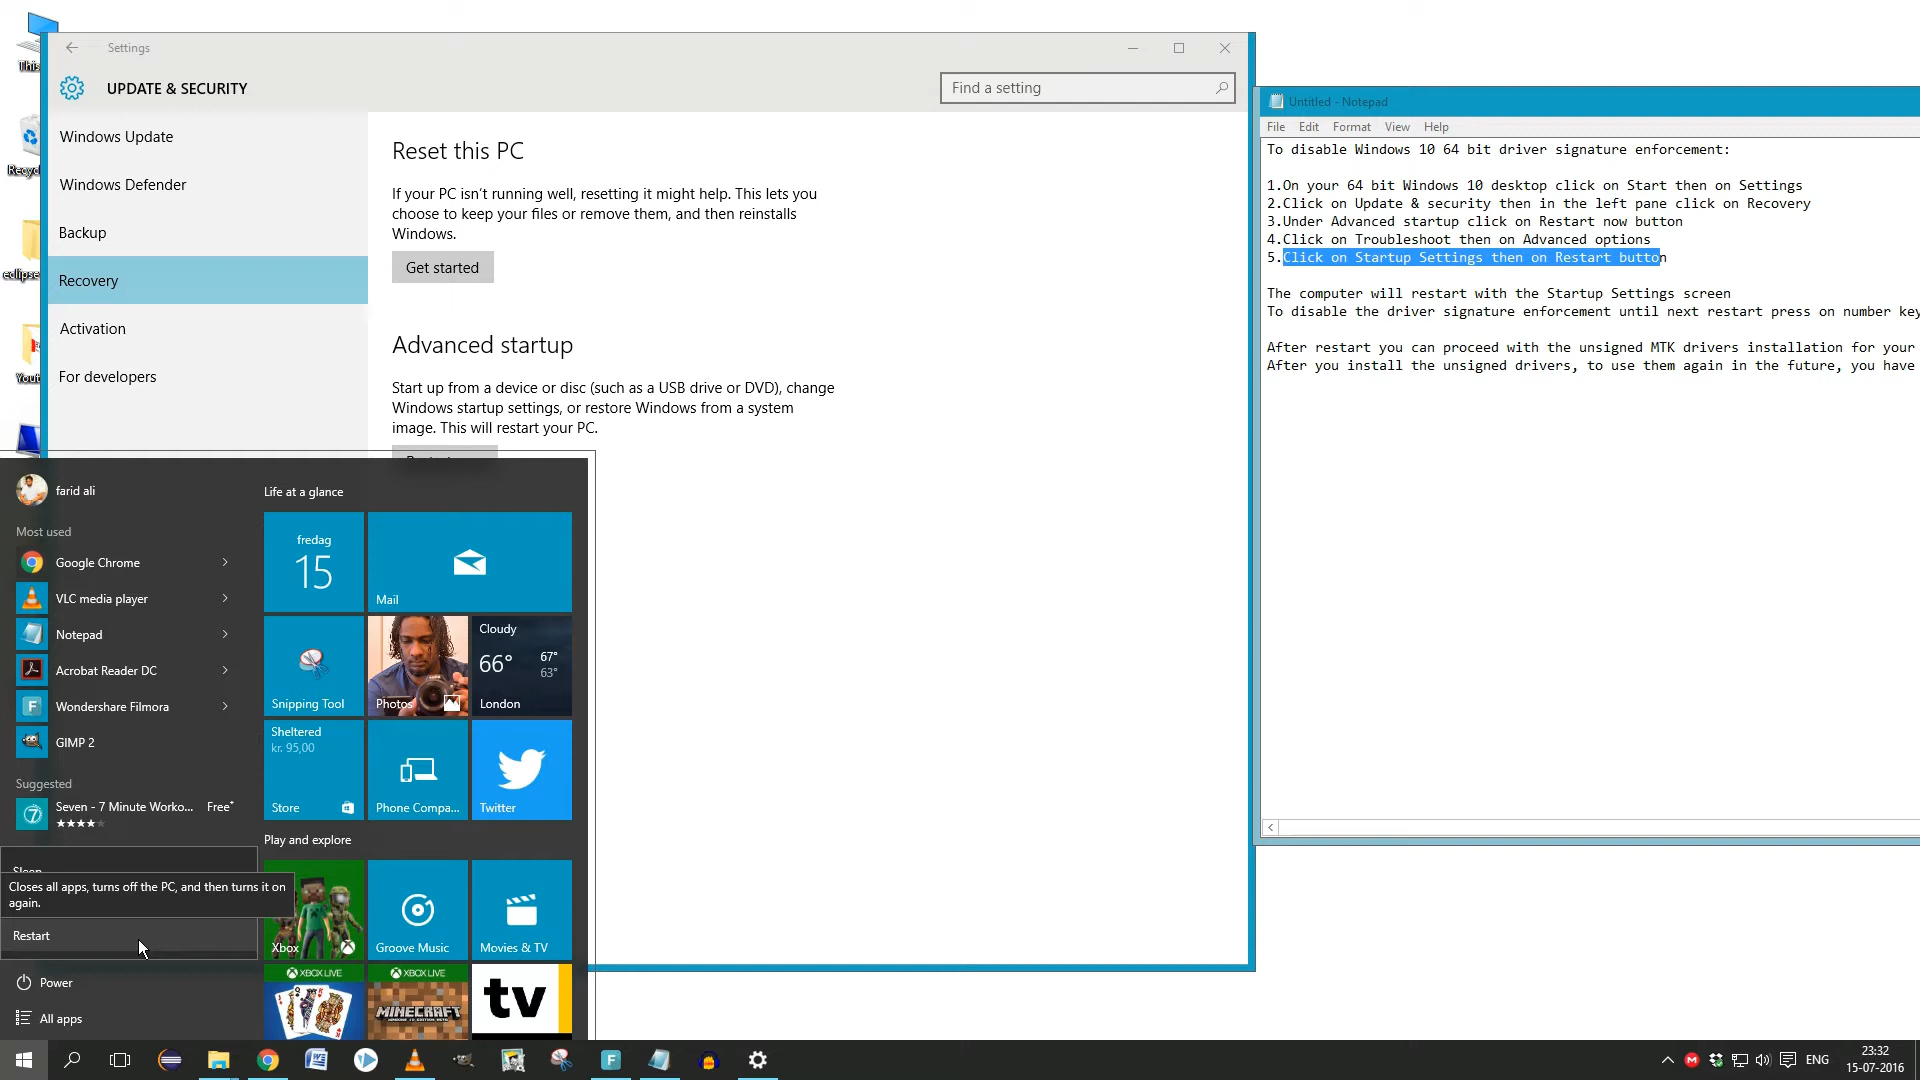 This
Recyc
eclipse
Yout
Settings
UPDATE & SECURITY
Find a setting
Windows Update
Windows Defender
Backup
Recovery
Activation
For developers
Reset this PC
If your PC isn't running well, resetting it might help. This lets you
choose to keep your files or remove them, and then reinstalls
Windows.
Get started
Advanced startup
Start up from a device or disc (such as a USB drive or DVD), change
Windows startup settings, or restore Windows from a system
image. This will restart your PC.
Untitled - Notepad
File Edit Format View Help
To disable Windows 10 64 bit driver signature enforcement:
1.On your 64 bit Windows 10 desktop click on Start then on Settings
2.Click on Update & security then in the left pane click on Recovery
3.Under Advanced startup click on Restart now button
4.Click on Troubleshoot then on Advanced options
5.Click on Startup Settings then on Restart button
The computer will restart with the Startup Settings screen
To disable the driver signature enforcement until next restart press on number key
After restart you can proceed with the unsigned MTK drivers installation for your
After you install the unsigned drivers, to use them again in the future, you have
farid ali
Most used
Google Chrome
VLC media player
Notepad
Acrobat Reader DC
Wondershare Filmora
GIMP 2
Suggested
Seven - 7 Minute Worko... Free*
Sleep
Closes all apps, turns off the PC, and then turns it on
again.
Restart
Power
All apps
Life at a glance
fredag
15
Mail
Snipping Tool
Photos
Cloudy
66° 67°
63°
London
Sheltered
kr. 95,00
Store
Phone Compa...
Twitter
Play and explore
Xbox
Groove Music
Movies & TV
XBOX LIVE
XBOX LIVE
MINECRAFT
tv
ENG
23:32
15-07-2016